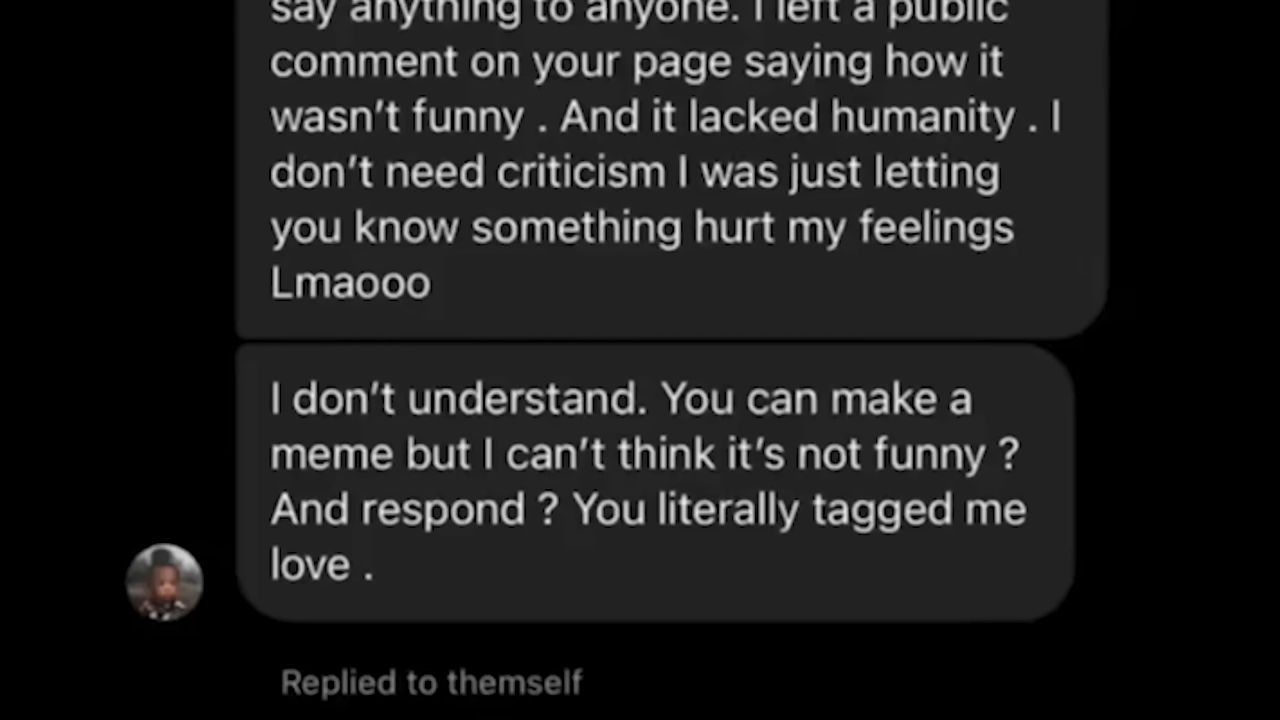 say anything to anyone. I left a public
comment on your page saying how it
wasn't funny . And it lacked humanity . I
don't need criticism I was just letting
you know something hurt my feelings
Lmaooo
I don't understand. You can make a
meme but I can't think it's not funny ?
And respond ? You literally tagged me
love .
Replied to themself